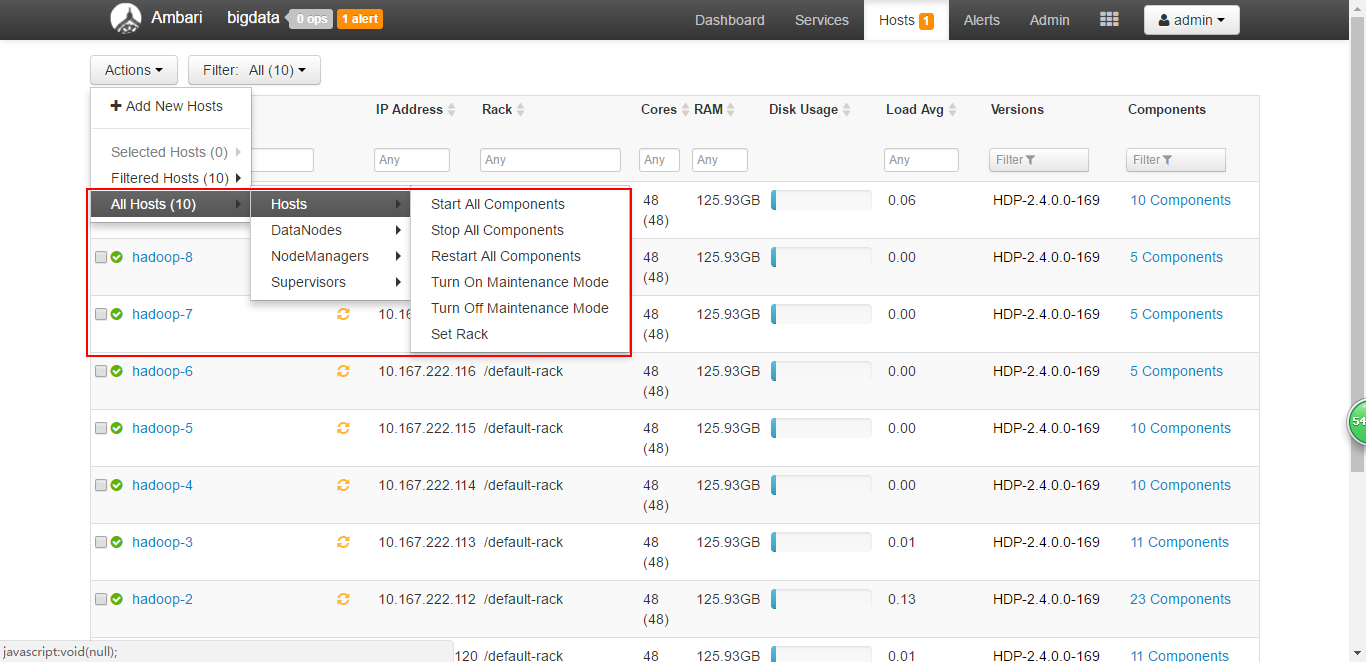 Ambari bigdata 0 ops 1 alert Dashboard Services Hosts 1 Alerts Admin admin
Actions Filter: All (10)
Add New Hosts
Selected Hosts (0)
Filtered Hosts (10)
All Hosts (10)
Hosts
DataNodes
NodeManagers
Supervisors
Start All Components
Stop All Components
Restart All Components
Turn On Maintenance Mode
Turn Off Maintenance Mode
Set Rack
IP Address Rack Cores RAM Disk Usage Load Avg Versions Components
Any Any Any Any Any Filter Filter
48 125.93GB 0.06 HDP-2.4.0.0-169 10 Components
(48)
hadoop-8 48 125.93GB 0.00 HDP-2.4.0.0-169 5 Components
(48)
hadoop-7 48 125.93GB 0.00 HDP-2.4.0.0-169 5 Components
(48)
hadoop-6 10.167.222.116 /default-rack 48 125.93GB 0.00 HDP-2.4.0.0-169 5 Components
(48)
hadoop-5 10.167.222.115 /default-rack 48 125.93GB 0.00 HDP-2.4.0.0-169 10 Components
(48)
hadoop-4 10.167.222.114 /default-rack 48 125.93GB 0.00 HDP-2.4.0.0-169 10 Components
(48)
hadoop-3 10.167.222.113 /default-rack 48 125.93GB 0.01 HDP-2.4.0.0-169 11 Components
(48)
hadoop-2 10.167.222.112 /default-rack 48 125.93GB 0.13 HDP-2.4.0.0-169 23 Components
(48)
120 /default-rack 48 125.93GB 0.01 HDP-2.4.0.0-169 11 Components
javascript:void(null);